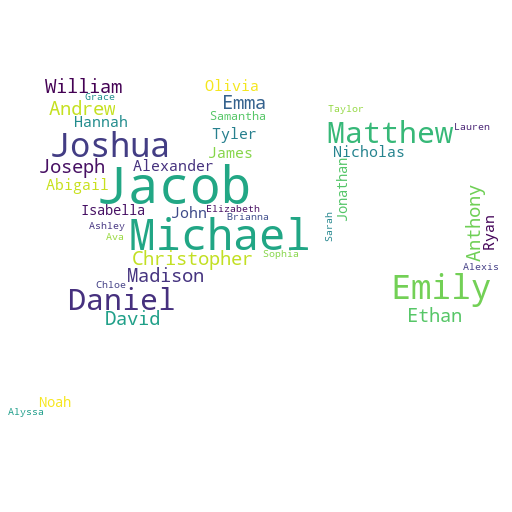 Olivia
William
Grace
Emma
Andrew
Taylor
Samantha
Hannah
Lauren
Tyler
Matthew
Joshua
James
Nicholas
Joseph
Alexander
Abigail
Jacob
Jonathan
Isabella
John
Elizabeth
Brianna
Sarah
Anthony
Ryan
Ashley
Ava
Michael
Sophia
Christopher
Alexis
Madison
Chloe
Emily
Daniel
David
Ethan
Noah
Alyssa